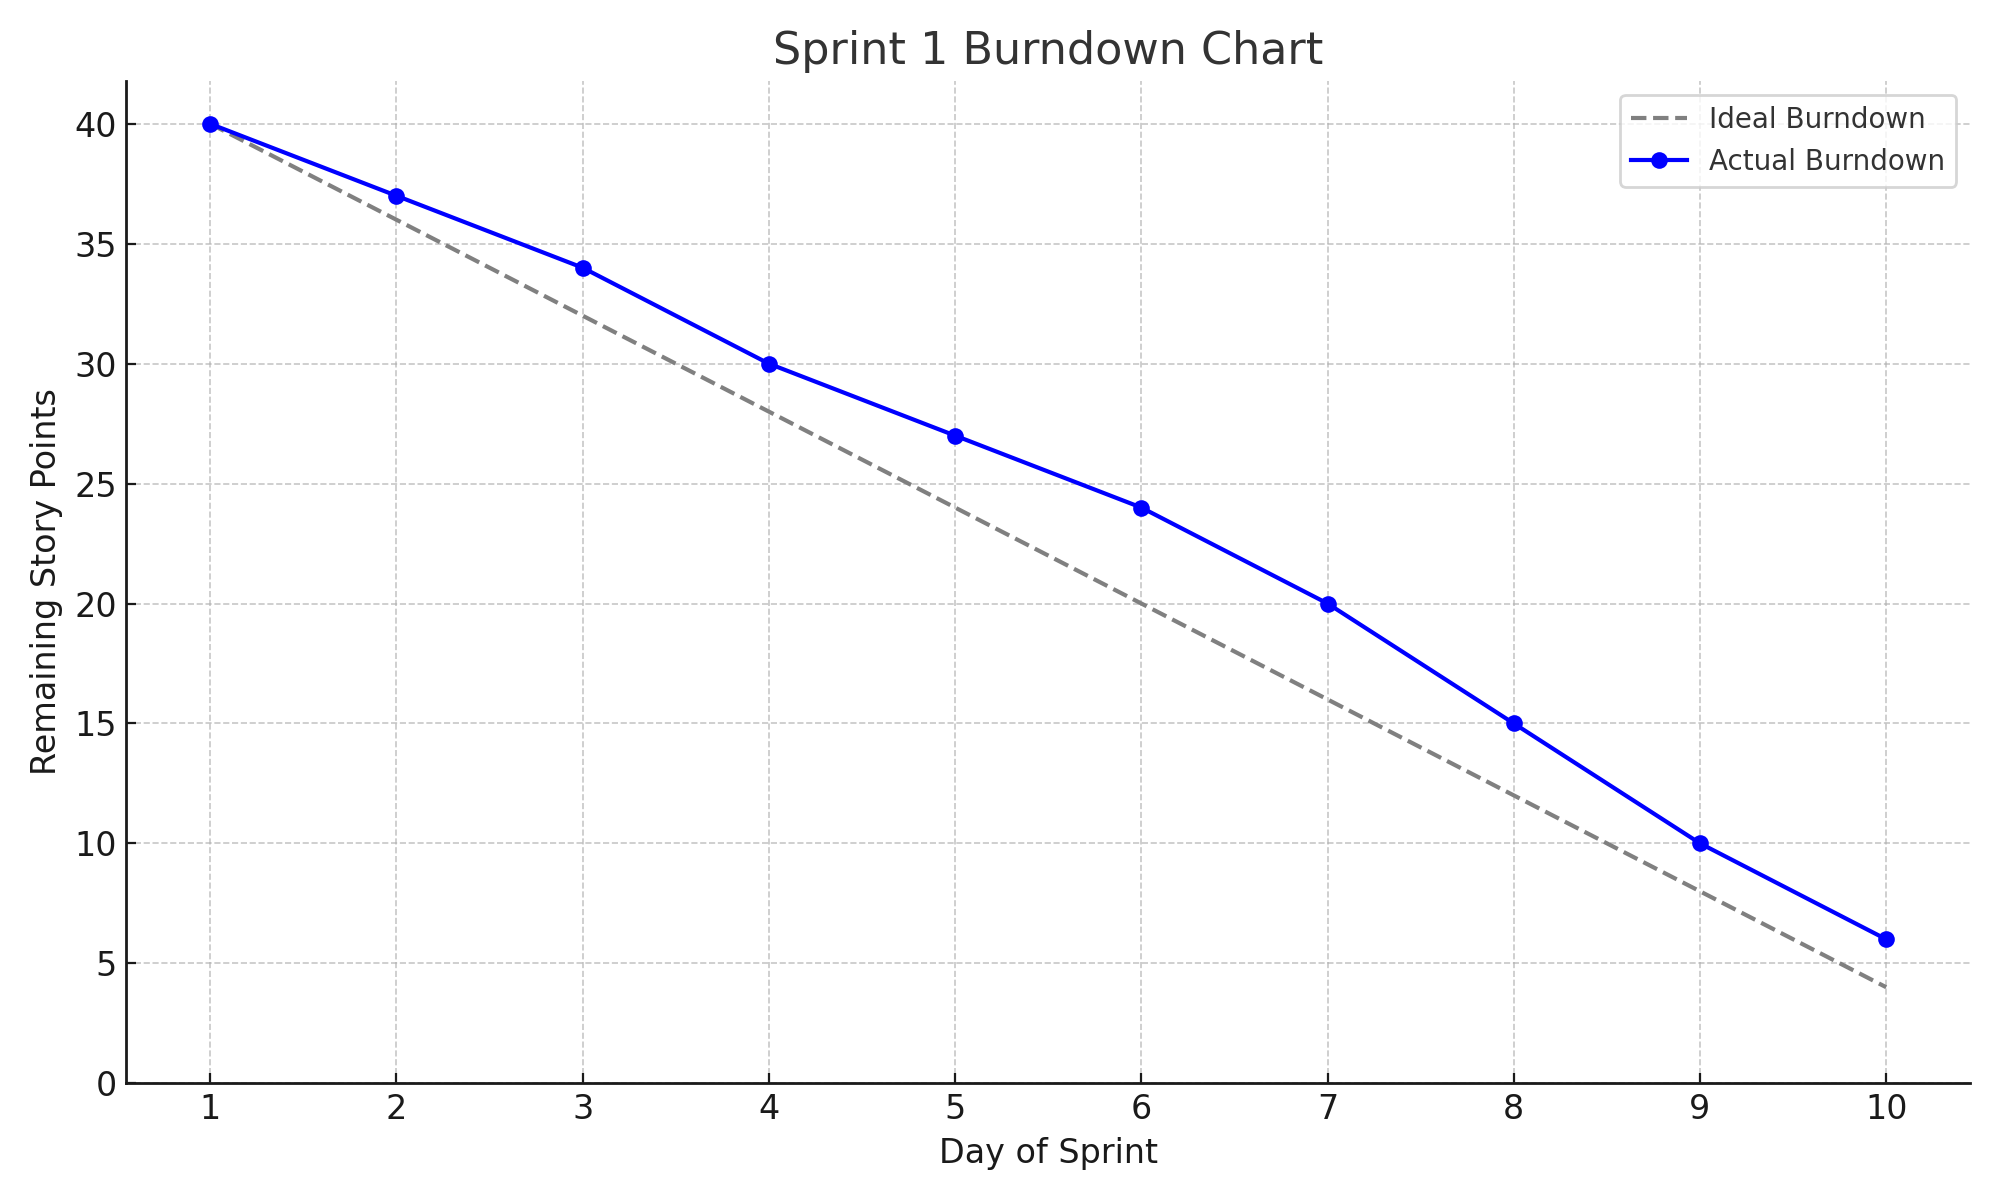 Sprint 1 Burndown Chart
Ideal Burndown
Actual Burndown
Remaining Story Points
40
35
30
25
20
15
10
5
0
1 2 3 4 5 6 7 8 9 10
Day of Sprint